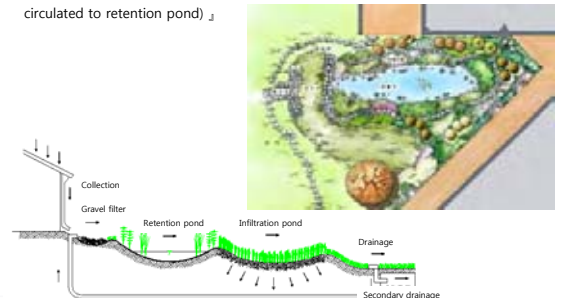 circulated to retention pond) 』
Collection
Gravel filter
Retention pond
Infiltration pond
Drainage
Secondary drainage